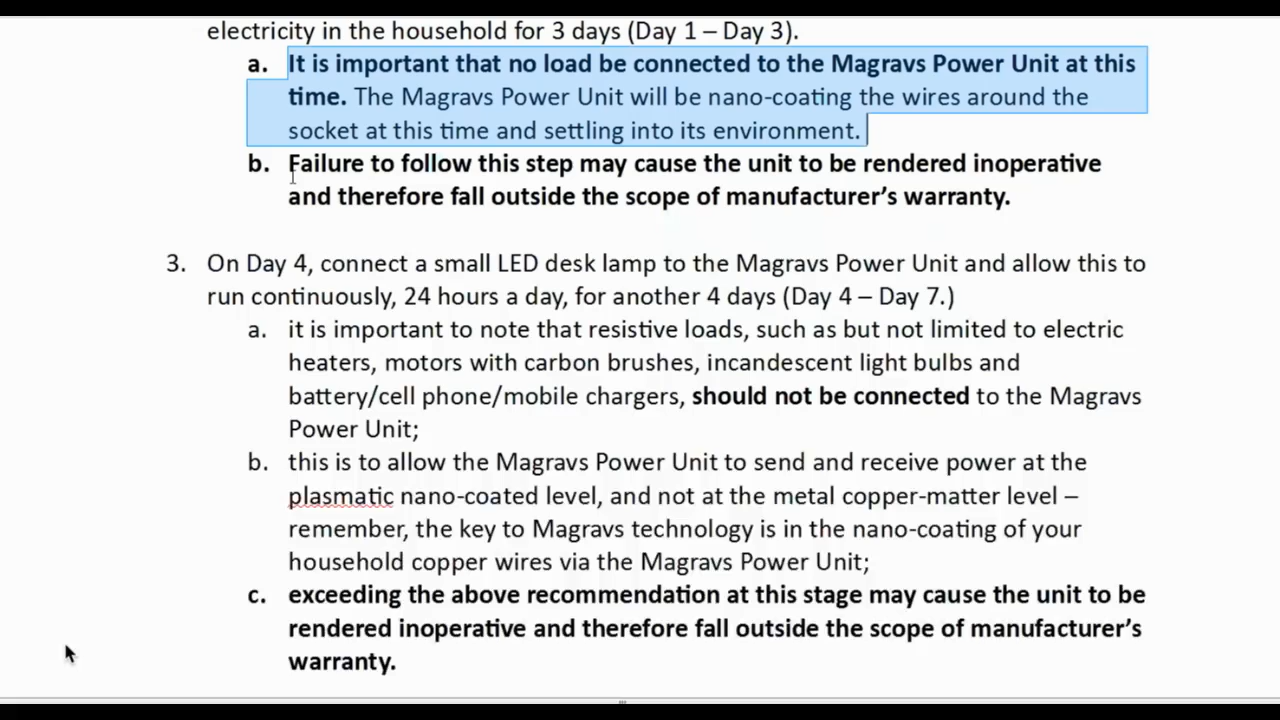 electricity in the household for 3 days (Day 1 – Day 3).
a. It is important that no load be connected to the Magravs Power Unit at this
time. The Magravs Power Unit will be nano-coating the wires around the
socket at this time and settling into its environment.
b. Failure to follow this step may cause the unit to be rendered inoperative
and therefore fall outside the scope of manufacturer's warranty.
3. On Day 4, connect a small LED desk lamp to the Magravs Power Unit and allow this to
run continuously, 24 hours a day, for another 4 days (Day 4 – Day 7.)
a. it is important to note that resistive loads, such as but not limited to electric
heaters, motors with carbon brushes, incandescent light bulbs and
battery/cell phone/mobile chargers, should not be connected to the Magravs
Power Unit;
b. this is to allow the Magravs Power Unit to send and receive power at the
plasmatic nano-coated level, and not at the metal copper-matter level –
remember, the key to Magravs technology is in the nano-coating of your
household copper wires via the Magravs Power Unit;
c. exceeding the above recommendation at this stage may cause the unit to be
rendered inoperative and therefore fall outside the scope of manufacturer's
warranty.